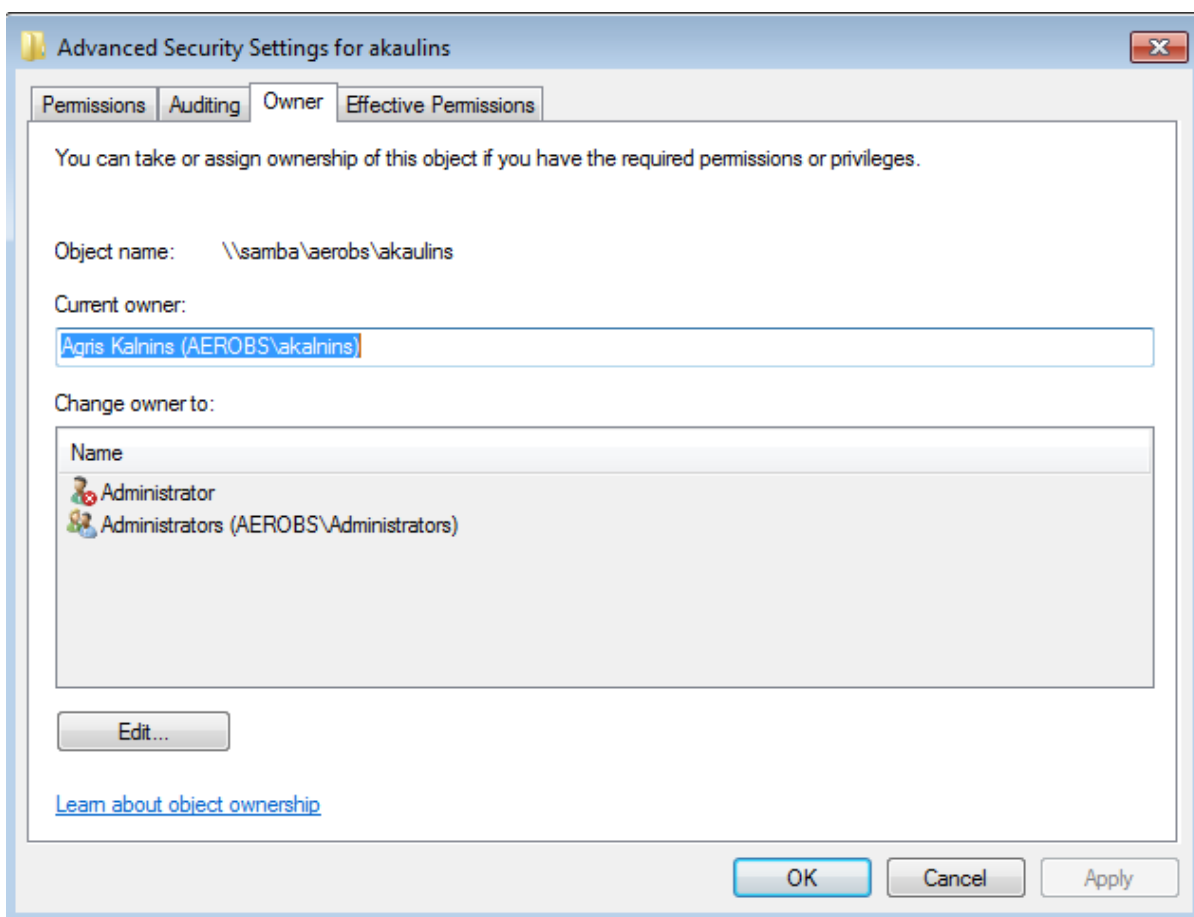 Advanced Security Settings for akaulins
Permissions Auditing Owner Effective Permissions
You can take or assign ownership of this object if you have the required permissions or privileges.
Object name: \\samba\aerobs\akaulins
Current owner:
Agris Kalnins (AEROBS\akalnins)
Change owner to:
Name
Administrator
Administrators (AEROBS\Administrators)
Edit...
Learn about object ownership
OK Cancel Apply